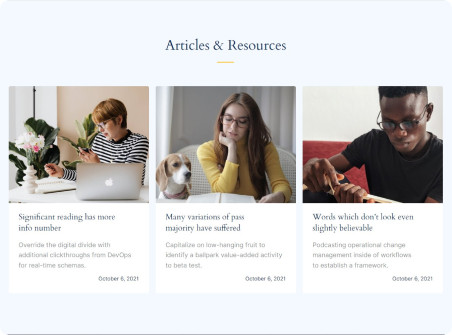 Articles & Resources
Significant reading has more
info number
Override the digital divide with
additional clickthroughs from DevOps
for real-time schemas.
October 6, 2021
Many variations of pass
majority have suffered
Capitalize on low-hanging fruit to
identify a ballpark value-added activity
to beta test.
October 6, 2021
Words which don't look even
slightly believable
Podcasting operational change
management inside of workflows
to establish a framework.
October 6, 2021